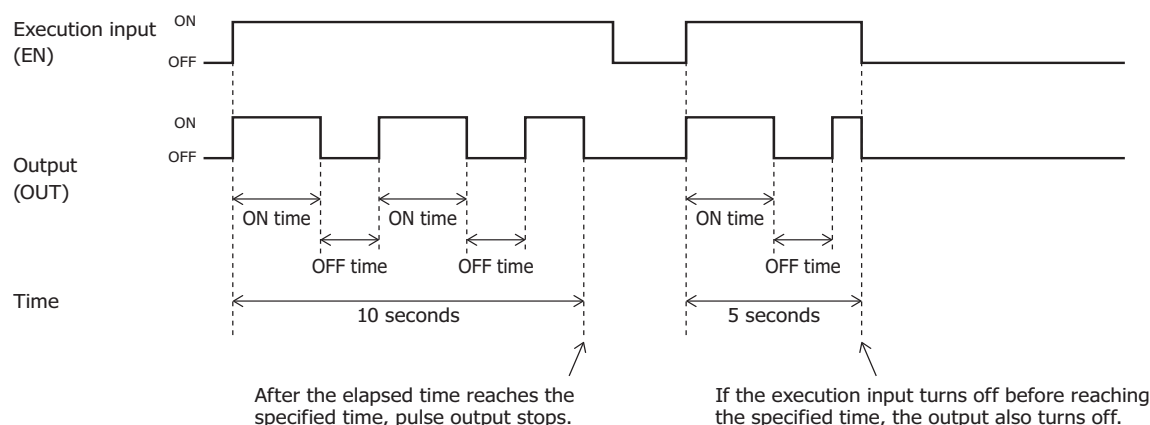 Execution input
(EN)
ON
OFF
Output
(OUT)
ON
OFF
ON time
ON time
ON time
OFF time
OFF time
OFF time
Time
10 seconds
5 seconds
After the elapsed time reaches the
specified time, pulse output stops.
If the execution input turns off before reaching
the specified time, the output also turns off.